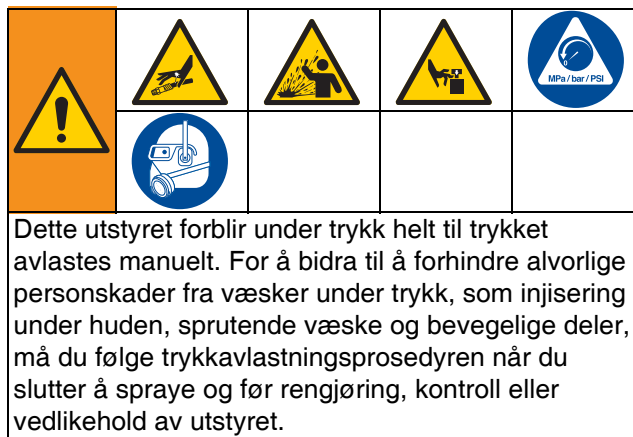 MPa/bar/PSI
Dette utstyret forblir under trykk helt til trykket
avlastes manuelt. For å bidra til å forhindre alvorlige
personskader fra væsker under trykk, som injisering
under huden, sprutende væske og bevegelige deler,
må du følge trykkavlastningsprosedyren når du
slutter å spraye og før rengjøring, kontroll eller
vedlikehold av utstyret.